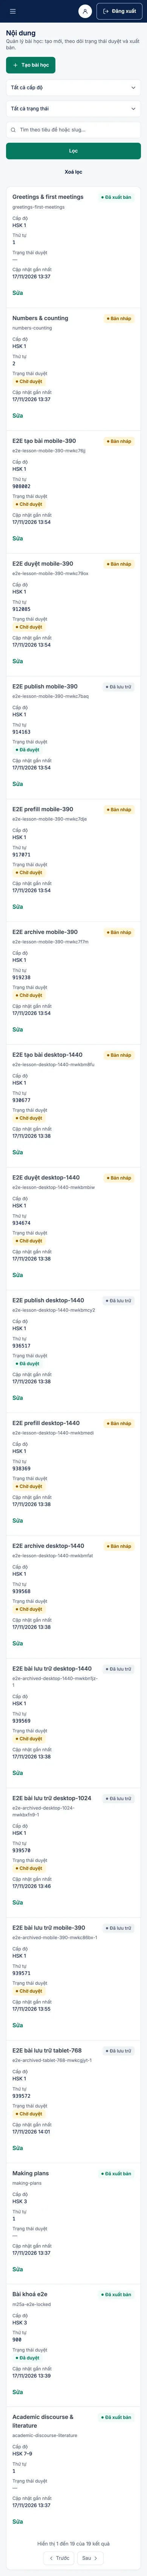 Đăng xuất
Nội dung
Quản lý bài học: tạo mới, theo dõi trạng thái duyệt và xuất
bản.
Tạo bài học
Tất cả cấp độ
Tất cả trạng thái
Tìm theo tiêu đề hoặc slug...
Lọc
Xoá lọc
Greetings & first meetings
Đã xuất bản
greetings-first-meetings
Cấp độ
HSK 1
Thứ tự
1
Trạng thái duyệt
—
Cập nhật gần nhất
17/11/2026 13:37
Sửa
Numbers & counting
Bản nháp
numbers-counting
Cấp độ
HSK 1
Thứ tự
2
Trạng thái duyệt
Chờ duyệt
Cập nhật gần nhất
17/11/2026 13:37
Sửa
E2E tạo bài mobile-390
Bản nháp
Cấp độ
HSK 1
Thứ tự
908002
Trạng thái duyệt
Chờ duyệt
Cập nhật gần nhất
17/11/2026 13:54
Sửa
E2E duyệt mobile-390
Bản nháp
Cấp độ
HSK 1
Thứ tự
912085
Trạng thái duyệt
Chờ duyệt
Cập nhật gần nhất
17/11/2026 13:54
Sửa
E2E publish mobile-390
Đã lưu trữ
Cấp độ
HSK 1
Thứ tự
914163
Trạng thái duyệt
Đã duyệt
Cập nhật gần nhất
17/11/2026 13:54
Sửa
E2E prefill mobile-390
Bản nháp
Cấp độ
HSK 1
Thứ tự
917071
Trạng thái duyệt
Chờ duyệt
Cập nhật gần nhất
17/11/2026 13:54
Sửa
E2E archive mobile-390
Bản nháp
Cấp độ
HSK 1
Thứ tự
919238
Trạng thái duyệt
Chờ duyệt
Cập nhật gần nhất
17/11/2026 13:54
Sửa
E2E tạo bài desktop-1440
Bản nháp
Cấp độ
HSK 1
Thứ tự
930677
Trạng thái duyệt
Chờ duyệt
Cập nhật gần nhất
17/11/2026 13:38
Sửa
E2E duyệt desktop-1440
Bản nháp
Cấp độ
HSK 1
Thứ tự
934674
Trạng thái duyệt
Chờ duyệt
Cập nhật gần nhất
17/11/2026 13:38
Sửa
E2E publish desktop-1440
Đã lưu trữ
Cấp độ
HSK 1
Thứ tự
936517
Trạng thái duyệt
Đã duyệt
Cập nhật gần nhất
17/11/2026 13:38
Sửa
E2E prefill desktop-1440
Bản nháp
Cấp độ
HSK 1
Thứ tự
938369
Trạng thái duyệt
Chờ duyệt
Cập nhật gần nhất
17/11/2026 13:38
Sửa
E2E archive desktop-1440
Bản nháp
Cấp độ
HSK 1
Thứ tự
939568
Trạng thái duyệt
Chờ duyệt
Cập nhật gần nhất
17/11/2026 13:38
Sửa
E2E bài lưu trữ desktop-1440
Đã lưu trữ
Cấp độ
HSK 1
Thứ tự
939569
Trạng thái duyệt
Chờ duyệt
Cập nhật gần nhất
17/11/2026 13:38
Sửa
E2E bài lưu trữ desktop-1024
Đã lưu trữ
Cấp độ
HSK 1
Thứ tự
939570
Trạng thái duyệt
Chờ duyệt
Cập nhật gần nhất
17/11/2026 13:46
Sửa
E2E bài lưu trữ mobile-390
Đã lưu trữ
Cấp độ
HSK 1
Thứ tự
939571
Trạng thái duyệt
Chờ duyệt
Cập nhật gần nhất
17/11/2026 13:55
Sửa
E2E bài lưu trữ tablet-768
Đã lưu trữ
Cấp độ
HSK 1
Thứ tự
939572
Trạng thái duyệt
Chờ duyệt
Cập nhật gần nhất
17/11/2026 14:01
Sửa
Making plans
Đã xuất bản
making-plans
Cấp độ
HSK 3
Thứ tự
1
Trạng thái duyệt
—
Cập nhật gần nhất
17/11/2026 13:37
Sửa
Bài khoá e2e
Đã xuất bản
m25a-e2e-locked
Cấp độ
HSK 3
Thứ tự
900
Trạng thái duyệt
Đã duyệt
Cập nhật gần nhất
17/11/2026 13:39
Sửa
Academic discourse &
literature
Đã xuất bản
academic-discourse-literature
Cấp độ
HSK 7–9
Thứ tự
1
Trạng thái duyệt
—
Cập nhật gần nhất
17/11/2026 13:37
Sửa
Hiển thị 1 đến 19 của 19 kết quả
Trước
Sau